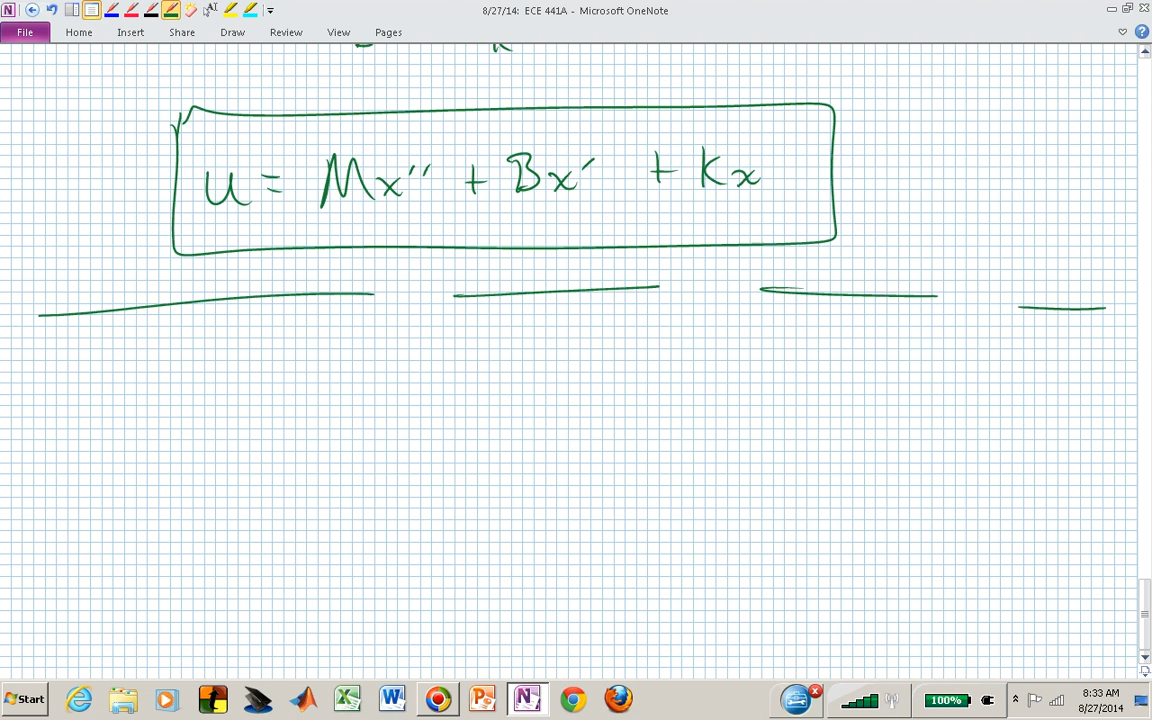 8/27/14: ECE 441A - Microsoft OneNote
File Home Insert Share Draw Review View Pages
u = Mx'' + Bx' + Kx
Start
100%
8:33 AM
8/27/2014